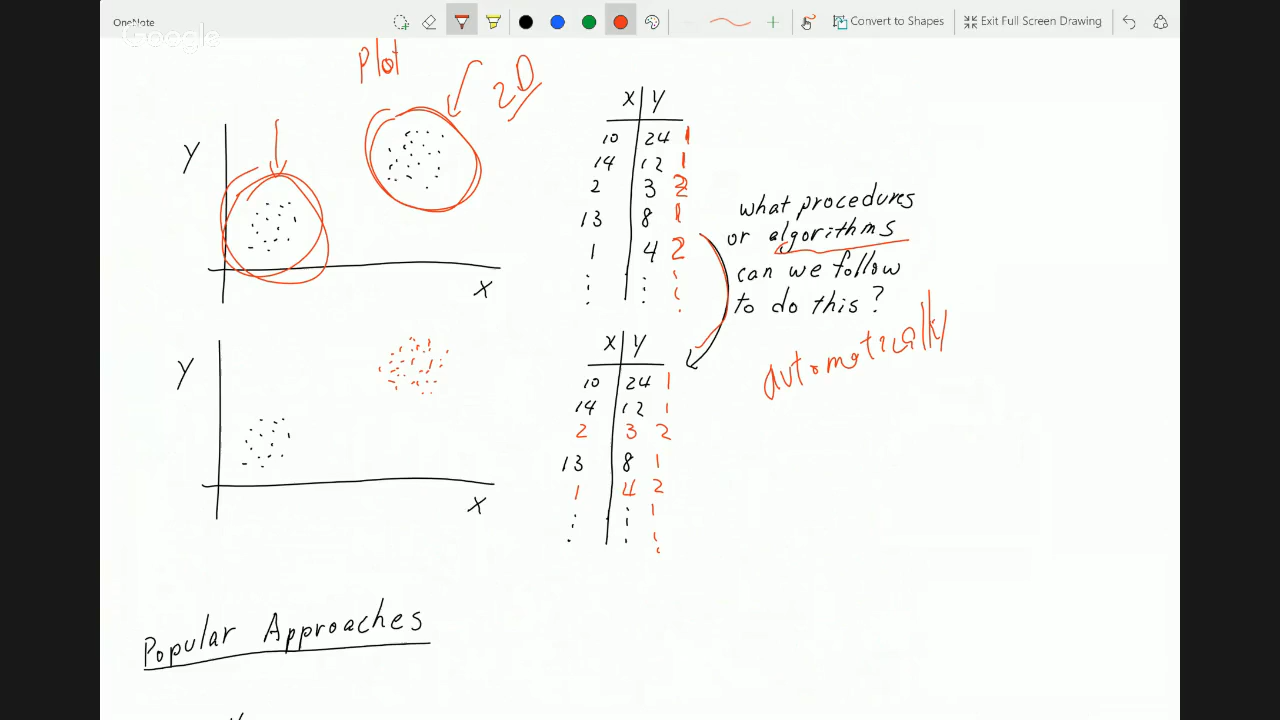 OneNote
Convert to Shapes
Exit Full Screen Drawing
Google
Plot
2D
Y
X
X Y
10 24 1
14 12 1
2 3 2
13 8 1
1 4 2
what procedures
or algorithms
can we follow
to do this?
automatically
Y
X
X Y
10 24 1
14 12 1
2 3 2
13 8 1
1 4 2
Popular Approaches